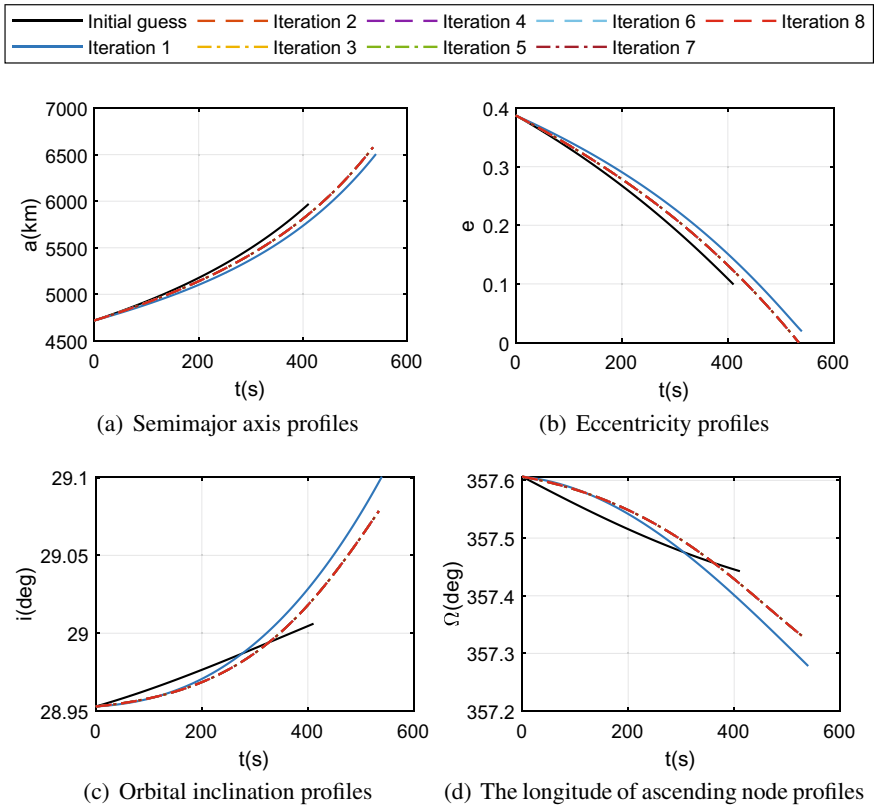 Initial guess Iteration 2 Iteration 4 Iteration 6 Iteration 8
Iteration 1 Iteration 3 Iteration 5 Iteration 7
7000
6500
6000
5500
5000
4500
a(km)
0 200 400 600
t(s)
(a) Semimajor axis profiles
0.4
0.3
0.2
0.1
0
e
0 200 400 600
t(s)
(b) Eccentricity profiles
29.1
29.05
29
28.95
i(deg)
0 200 400 600
t(s)
(c) Orbital inclination profiles
357.6
357.5
357.4
357.3
357.2
Ω(deg)
0 200 400 600
t(s)
(d) The longitude of ascending node profiles